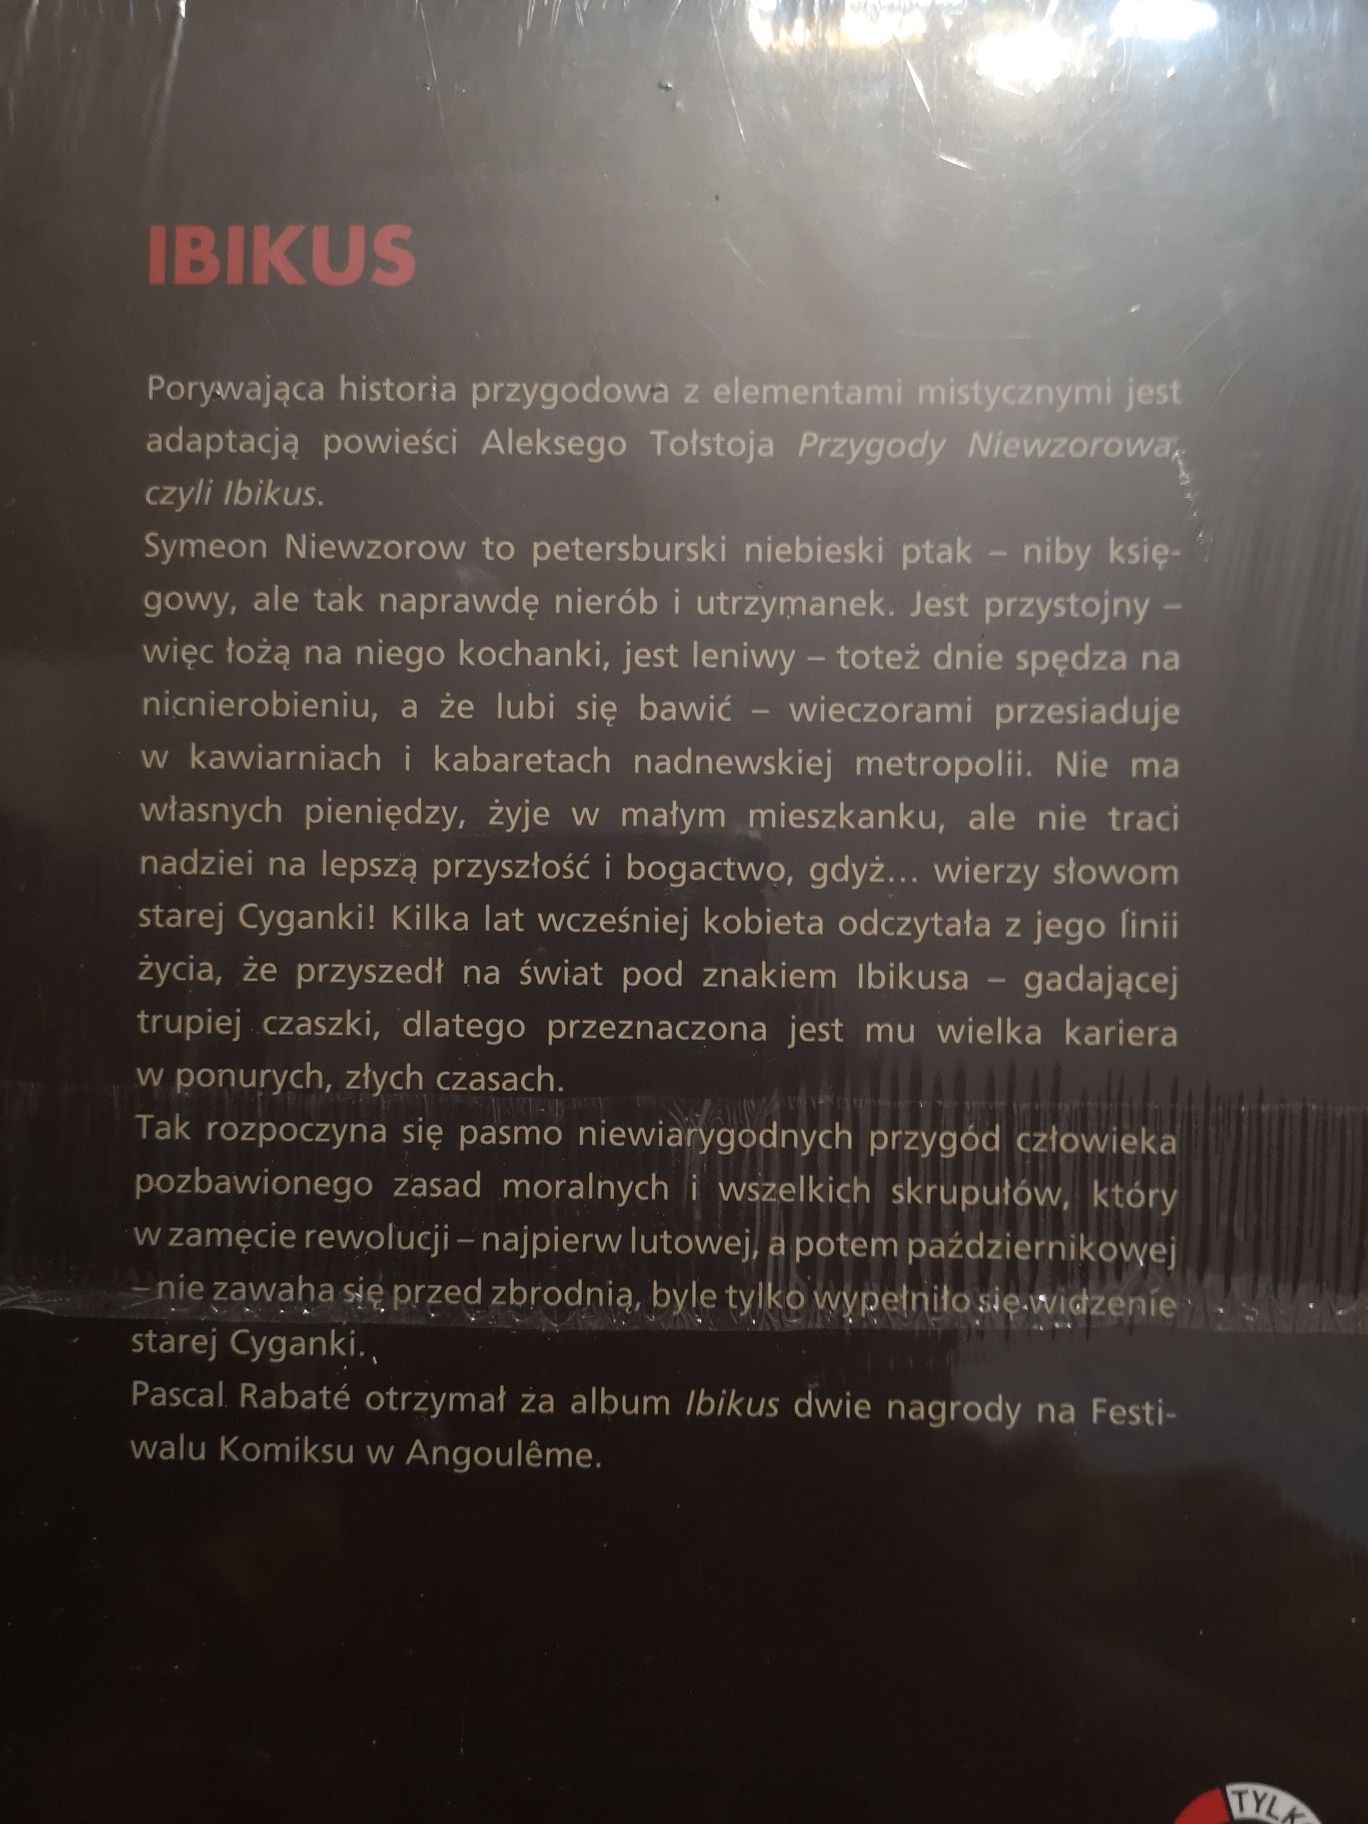 IBIKUS
Porywająca historia przygodowa z elementami mistycznymi jest
adaptacją powieści Aleksego Tołstoja Przygody Niewzorowa,
czyli Ibikus.
Symeon Niewzorow to petersburski niebieski ptak – niby księ-
gowy, ale tak naprawdę nierób i utrzymanek. Jest przystojny –
więc łożą na niego kochanki, jest leniwy – toteż dnie spędza na
nicnierobieniu, a że lubi się bawić – wieczorami przesiaduje
w kawiarniach i kabaretach nadnewskiej metropolii. Nie ma
własnych pieniędzy, żyje w małym mieszkanku, ale nie traci
nadziei na lepszą przyszłość i bogactwo, gdyż... wierzy słowom
starej Cyganki! Kilka lat wcześniej kobieta odczytała z jego linii
życia, że przyszedł na świat pod znakiem Ibikusa – gadającej
trupiej czaszki, dlatego przeznaczona jest mu wielka kariera
w ponurych, złych czasach.
Tak rozpoczyna się pasmo niewiarygodnych przygód człowieka
pozbawionego zasad moralnych i wszelkich skrupułów, który
w zamęcie rewolucji – najpierw lutowej, a potem październikowej
– nie zawaha się przed zbrodnią, byle tylko wypełniło się widzenie
starej Cyganki.
Pascal Rabaté otrzymał za album Ibikus dwie nagrody na Festi-
walu Komiksu w Angoulême.